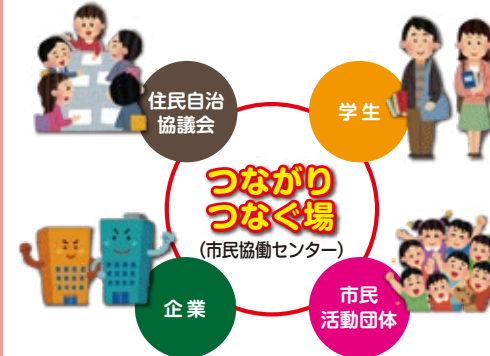 住民自治
協議会
学生
つながり
つなぐ場
(市民協働センター)
企業
市民
活動団体